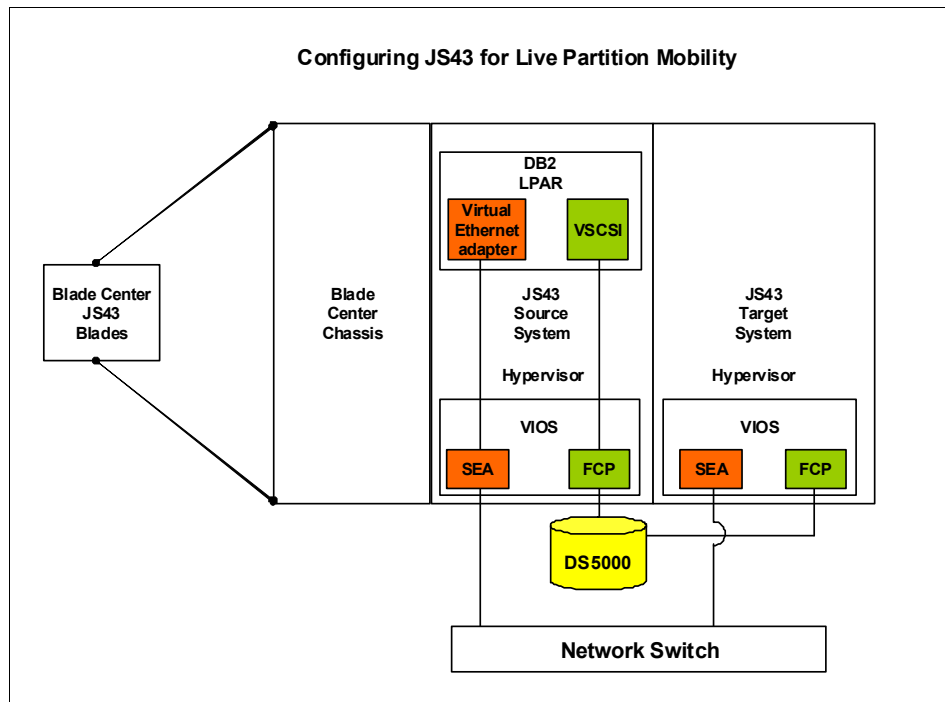 Configuring JS43 for Live Partition Mobility
Blade Center
JS43
Blades
Blade
Center
Chassis
DB2
LPAR
Virtual
Ethernet
adapter
VSCSI
JS43
Source
System
Hypervisor
VIOS
SEA
FCP
JS43
Target
System
Hypervisor
VIOS
SEA
FCP
DS5000
Network Switch